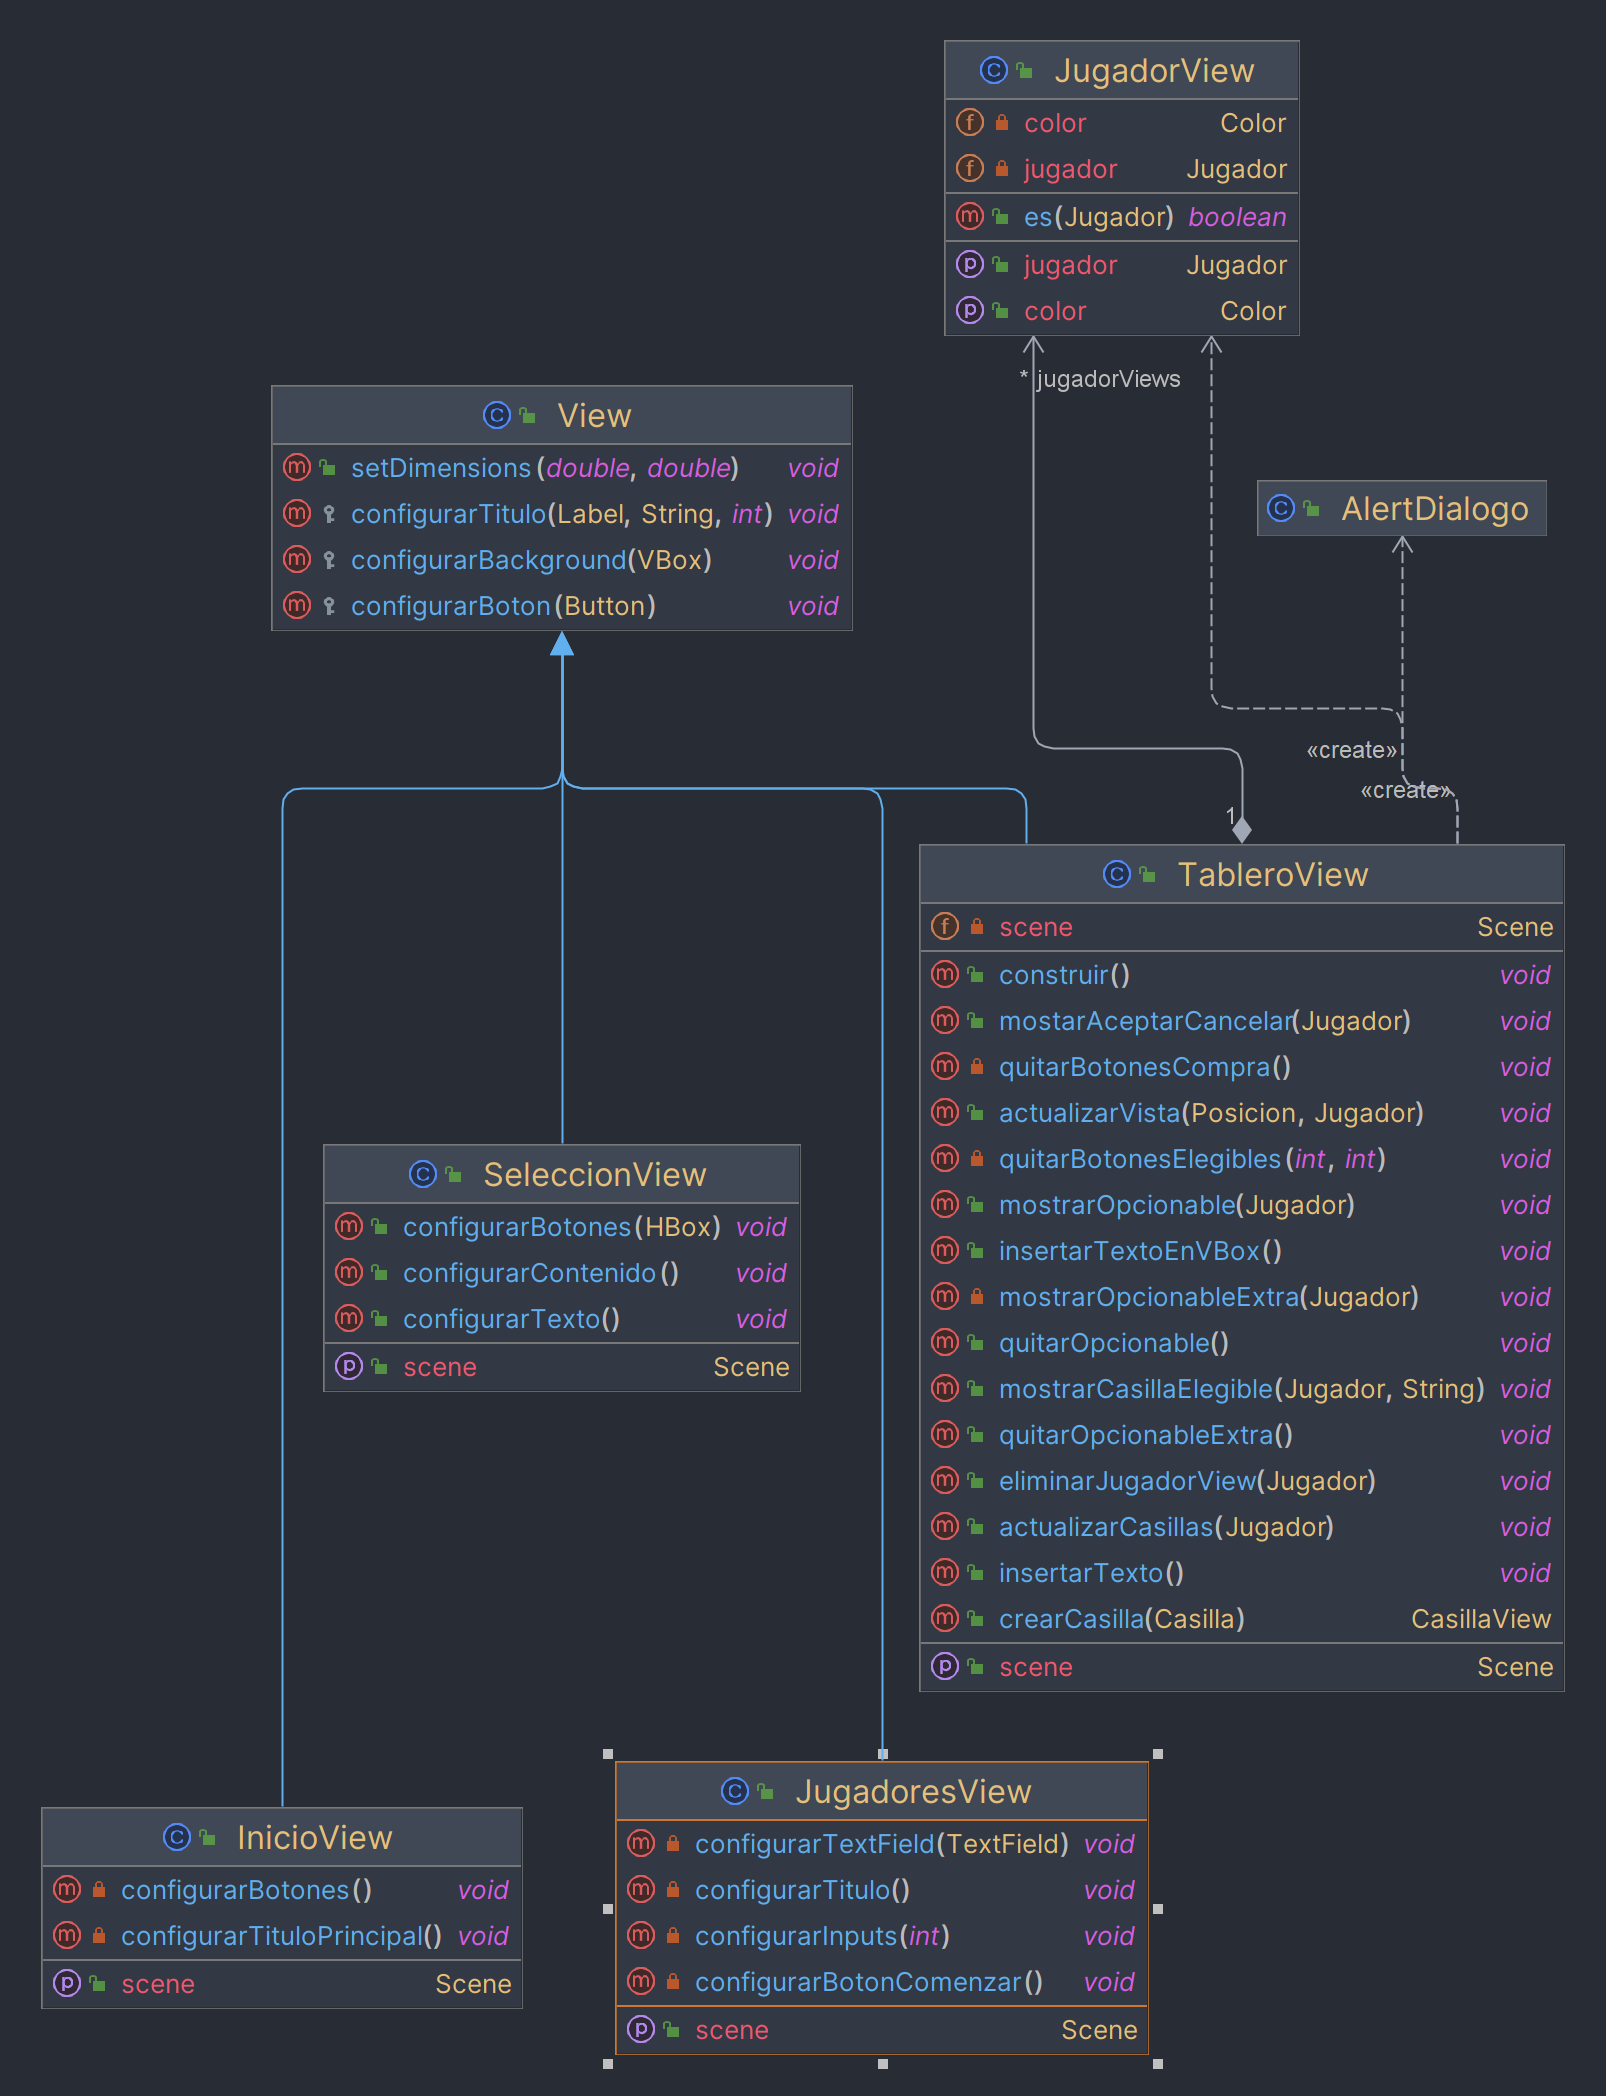 JugadorView
color Color
jugador Jugador
es(Jugador) boolean
jugador Jugador
color Color
* jugadorViews
View
setDimensions(double, double) void
configurarTitulo(Label, String, int) void
configurarBackground(VBox) void
configurarBoton(Button) void
AlertDialogo
«create»
«create»
1
TableroView
scene Scene
construir() void
mostarAceptarCancelar(Jugador) void
quitarBotonesCompra() void
actualizarVista(Posicion, Jugador) void
quitarBotonesElegibles(int, int) void
mostrarOpcionable(Jugador) void
insertarTextoEnVBox() void
mostrarOpcionableExtra(Jugador) void
quitarOpcionable() void
mostrarCasillaElegible(Jugador, String) void
quitarOpcionableExtra() void
eliminarJugadorView(Jugador) void
actualizarCasillas(Jugador) void
insertarTexto() void
crearCasilla(Casilla) CasillaView
scene Scene
SeleccionView
configurarBotones(HBox) void
configurarContenido() void
configurarTexto() void
scene Scene
InicioView
configurarBotones() void
configurarTituloPrincipal() void
scene Scene
JugadoresView
configurarTextField(TextField) void
configurarTitulo() void
configurarInputs(int) void
configurarBotonComenzar() void
scene Scene